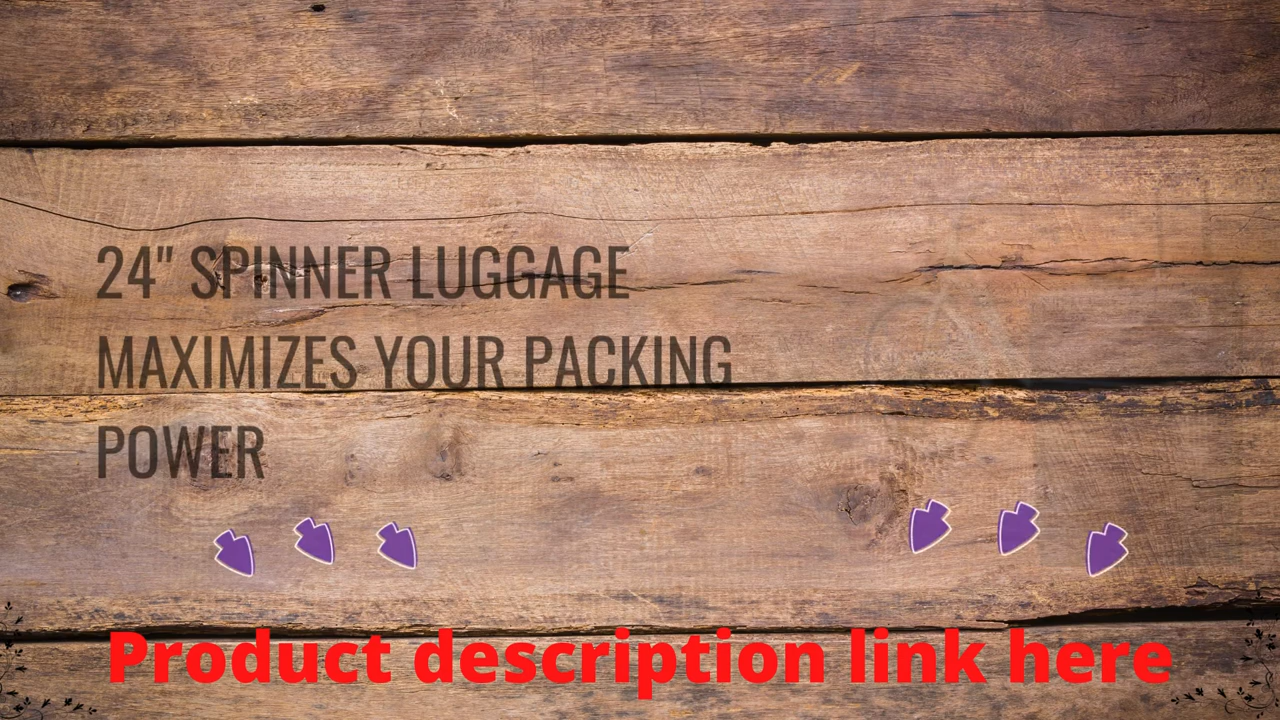 24" SPINNER LUGGAGE
MAXIMIZES YOUR PACKING
POWER
Product description link here